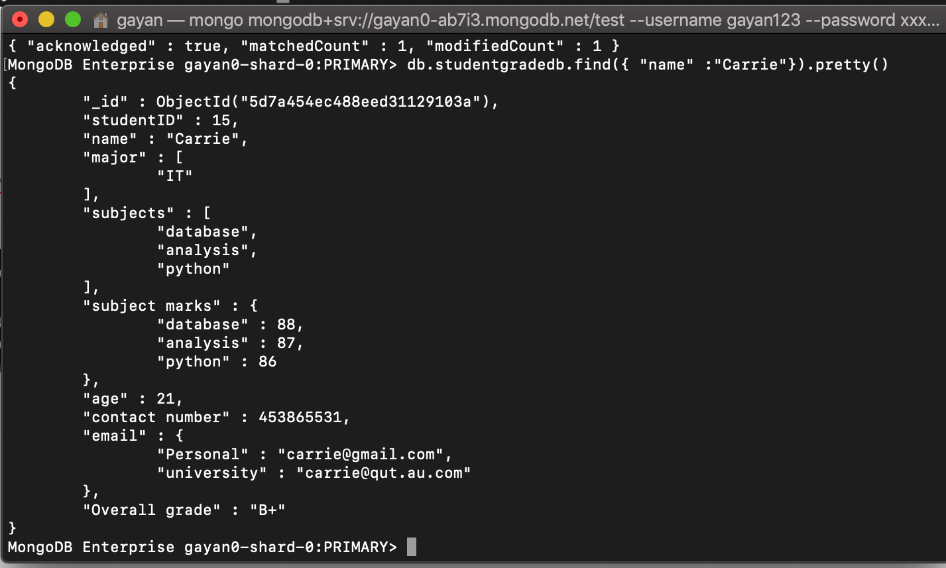 gayan — mongo mongodb+srv://gayan0-ab7i3.mongodb.net/test --username gayan123 --password xxx...
{ "acknowledged" : true, "matchedCount" : 1, "modifiedCount" : 1 }
[MongoDB Enterprise gayan0-shard-0:PRIMARY> db.studentgradedb.find({ "name" :"Carrie"}).pretty()
{
        "_id" : ObjectId("5d7a454ec488eed31129103a"),
        "studentID" : 15,
        "name" : "Carrie",
        "major" : [
                "IT"
        ],
        "subjects" : [
                "database",
                "analysis",
                "python"
        ],
        "subject marks" : {
                "database" : 88,
                "analysis" : 87,
                "python" : 86
        },
        "age" : 21,
        "contact number" : 453865531,
        "email" : {
                "Personal" : "carrie@gmail.com",
                "university" : "carrie@qut.au.com"
        },
        "Overall grade" : "B+"
}
MongoDB Enterprise gayan0-shard-0:PRIMARY>